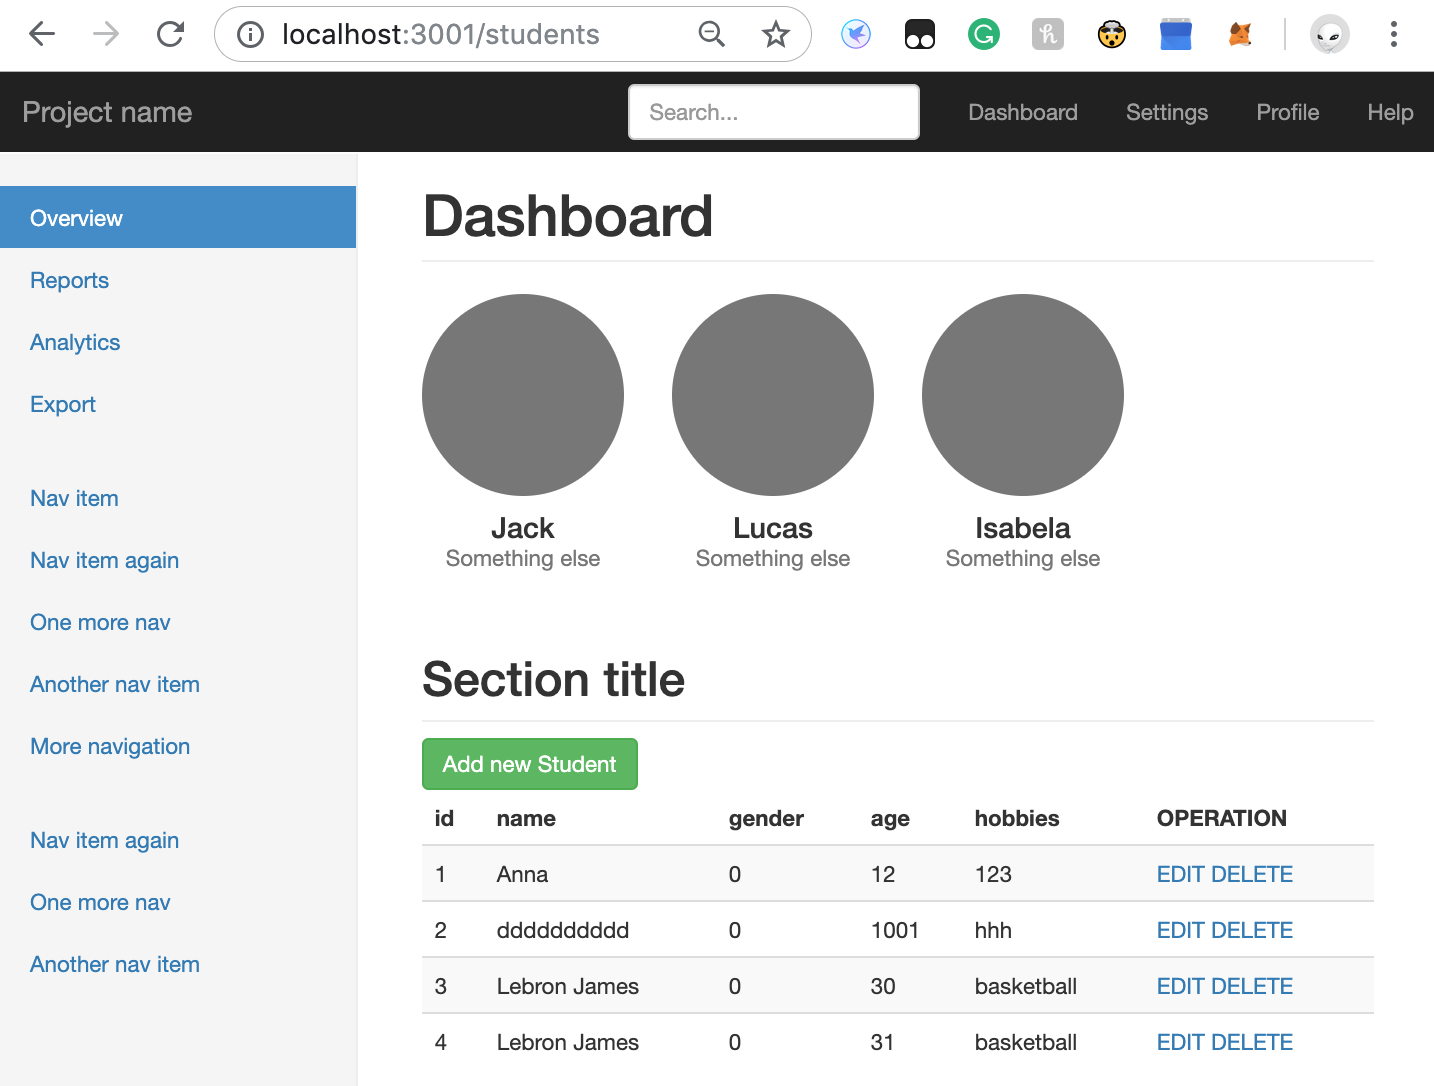 localhost:3001/students
Project name
Search...
Dashboard
Settings
Profile
Help
Overview
Reports
Analytics
Export
Nav item
Nav item again
One more nav
Another nav item
More navigation
Nav item again
One more nav
Another nav item
Dashboard
Jack
Something else
Lucas
Something else
Isabela
Something else
Section title
Add new Student
id name gender age hobbies OPERATION
1 Anna 0 12 123 EDIT DELETE
2 dddddddddd 0 1001 hhh EDIT DELETE
3 Lebron James 0 30 basketball EDIT DELETE
4 Lebron James 0 31 basketball EDIT DELETE